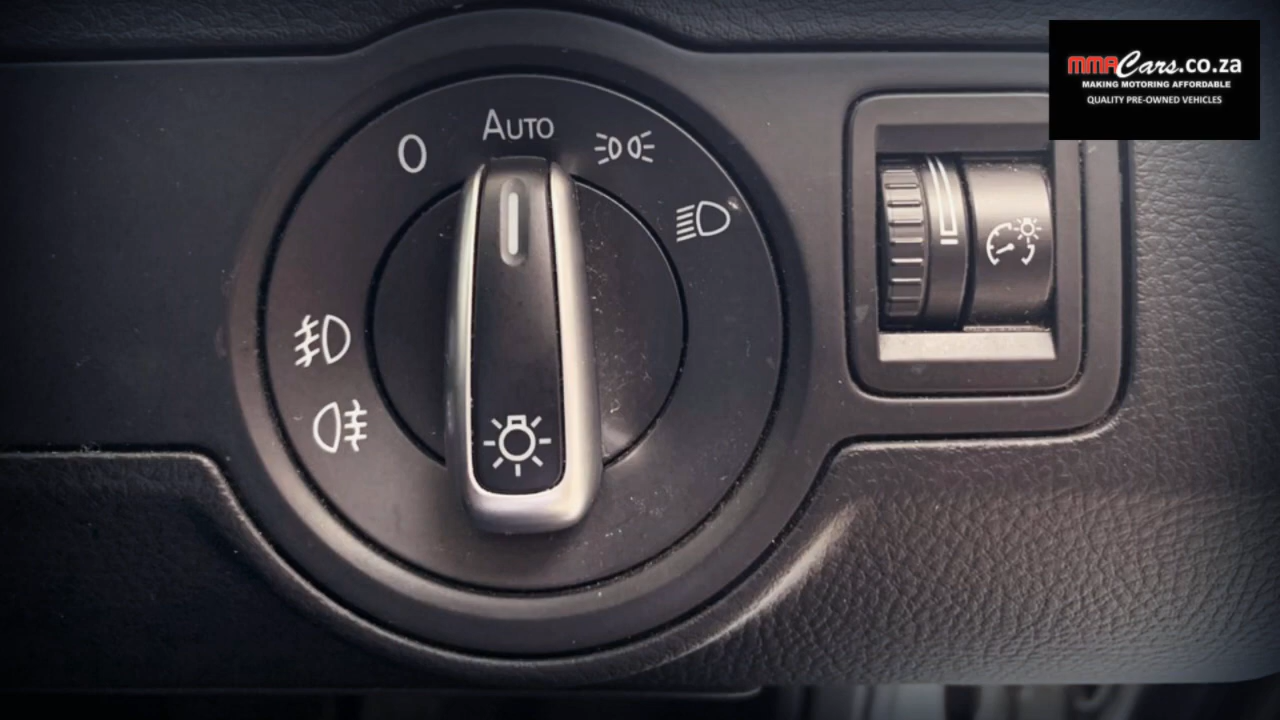 MMACars.co.za
MAKING MOTORING AFFORDABLE
QUALITY PRE-OWNED VEHICLES
0
AUTO